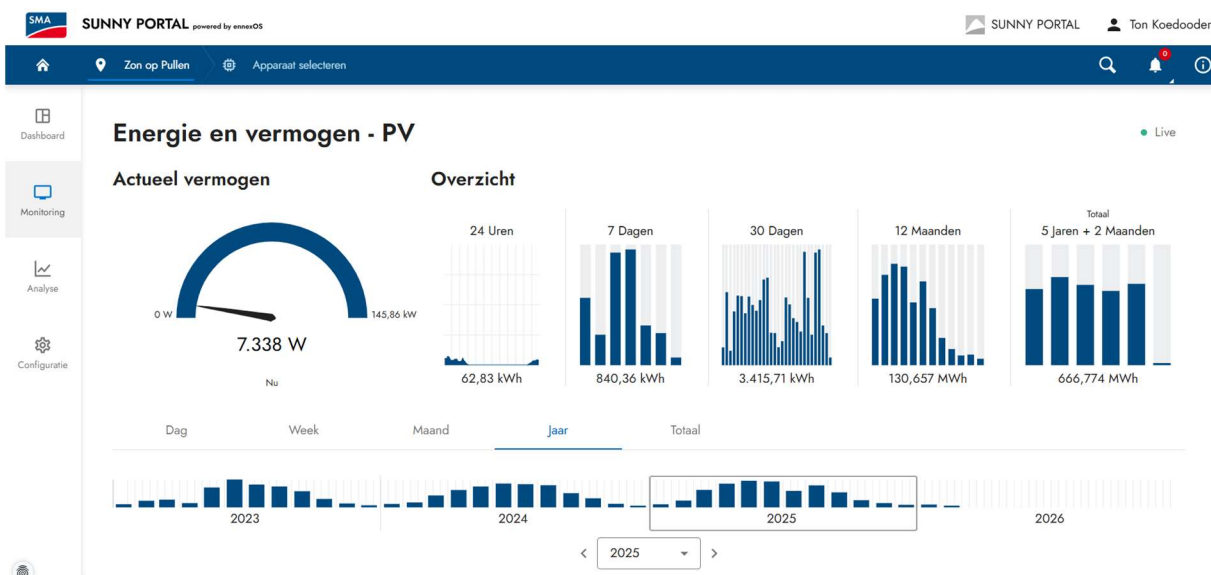 SMA
SUNNY PORTAL powered by ennexOS
SUNNY PORTAL
Ton Koedooder
Zon op Pullen
Apparaat selecteren
0
Dashboard
Monitoring
Analyse
Configuratie
Energie en vermogen - PV
Live
Actueel vermogen
Overzicht
0 W
145,86 kW
7.338 W
Nu
24 Uren
62,83 kWh
7 Dagen
840,36 kWh
30 Dagen
3.415,71 kWh
12 Maanden
130,657 MWh
Totaal
5 Jaren + 2 Maanden
666,774 MWh
Dag Week Maand Jaar Totaal
2023 2024 2025 2026
2025